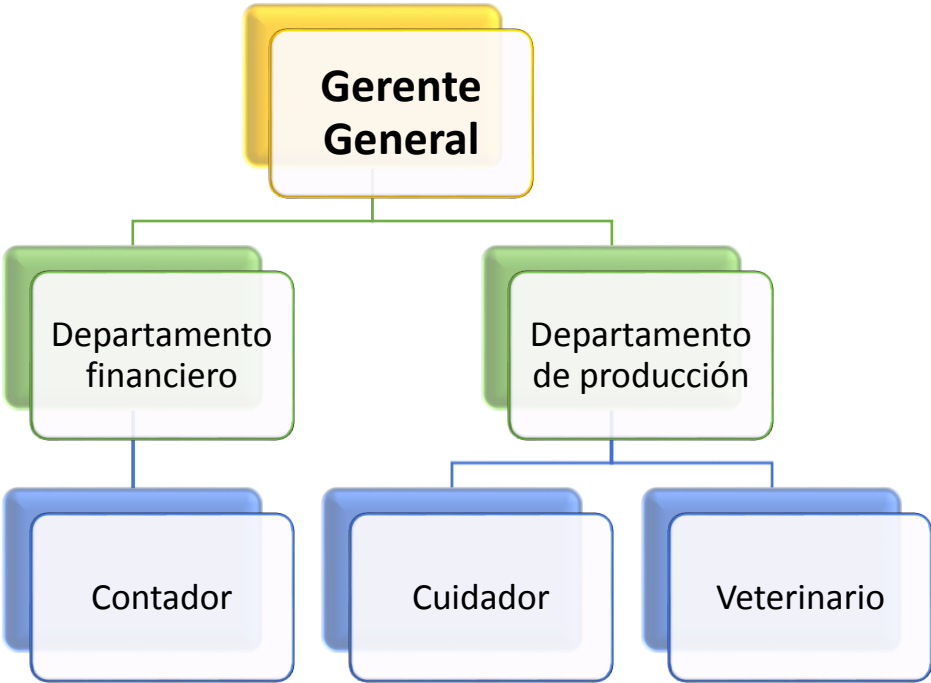 Gerente
General
Departamento
financiero
Departamento
de producción
Contador
Cuidador
Veterinario